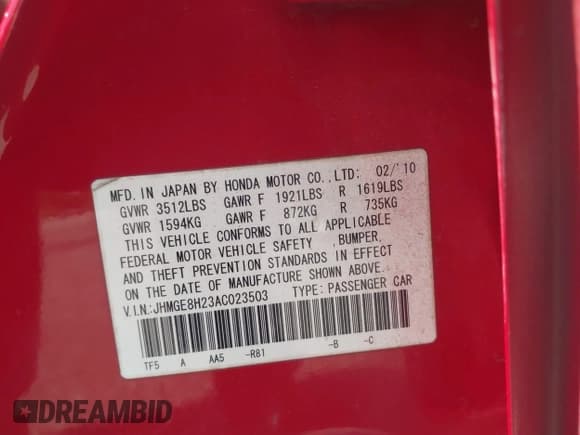 MFD. IN JAPAN BY HONDA MOTOR CO.,LTD: 02/'10
GVWR 3512LBS GAWR F 1921LBS R 1619LBS
GVWR 1594KG GAWR F 872KG R 735KG
THIS VEHICLE CONFORMS TO ALL APPLICABLE
FEDERAL MOTOR VEHICLE SAFETY ,BUMPER,
AND THEFT PREVENTION STANDARDS IN EFFECT
ON THE DATE OF MANUFACTURE SHOWN ABOVE.
V.I.N:JHMGE8H23AC023503 TYPE: PASSENGER CAR
TF5 A AA5 -R81 -B -C
DREAMBID